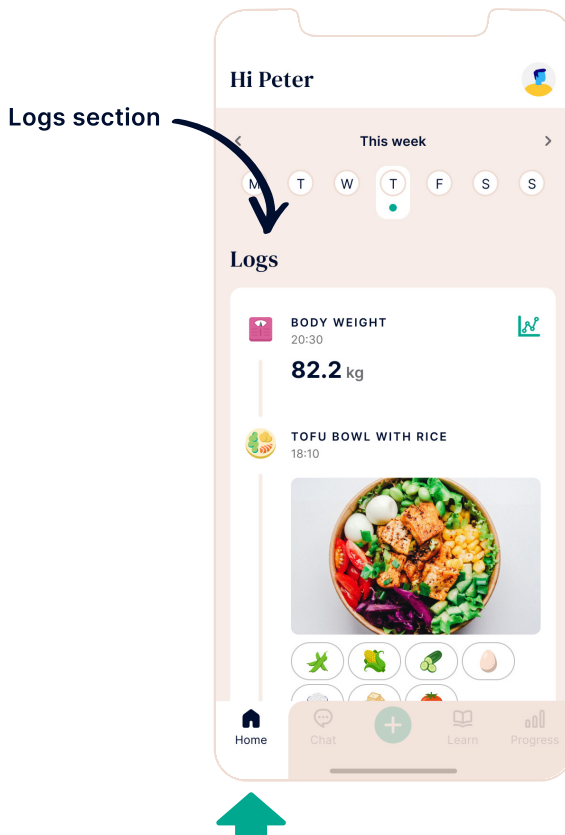 Hi Peter
Logs section
This week
M T W T F S S
Logs
BODY WEIGHT
20:30
82.2 kg
TOFU BOWL WITH RICE
18:10
Home Chat Learn Progress